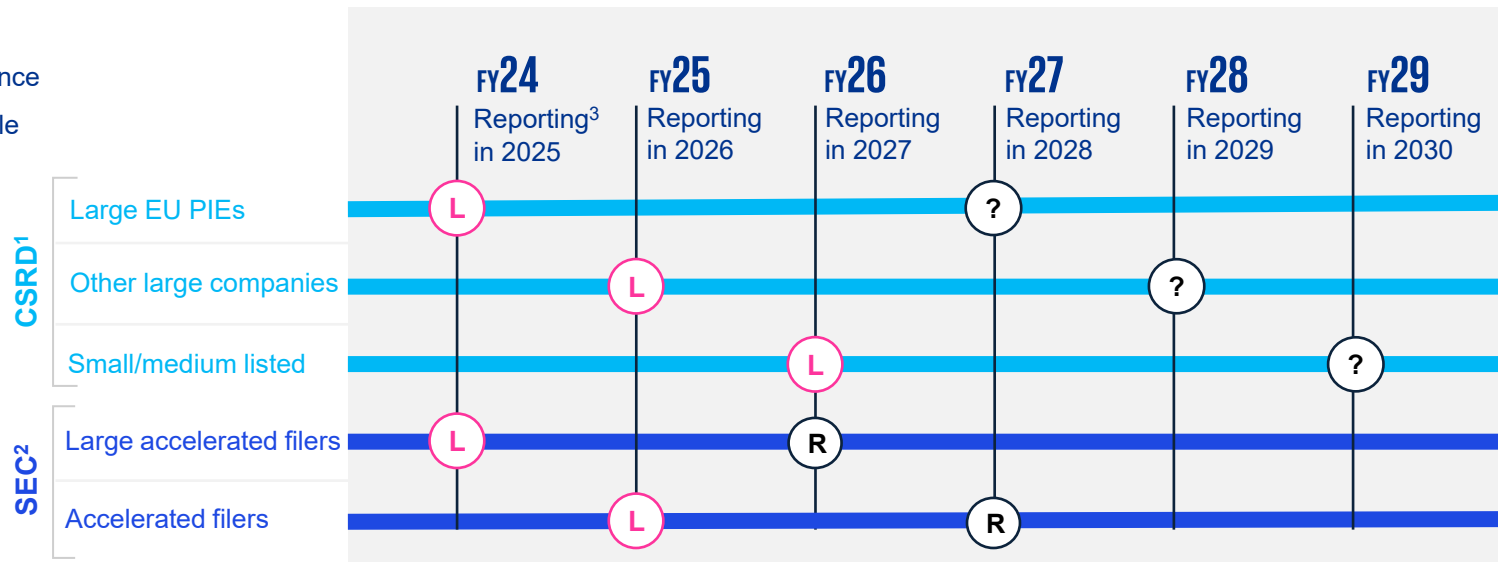 nce
le
FY24
Reporting³
in 2025
FY25
Reporting
in 2026
FY26
Reporting
in 2027
FY27
Reporting
in 2028
FY28
Reporting
in 2029
FY29
Reporting
in 2030
CSRD¹
Large EU PIEs
L
?
Other large companies
L
?
Small/medium listed
L
?
SEC²
Large accelerated filers
L
R
Accelerated filers
L
R